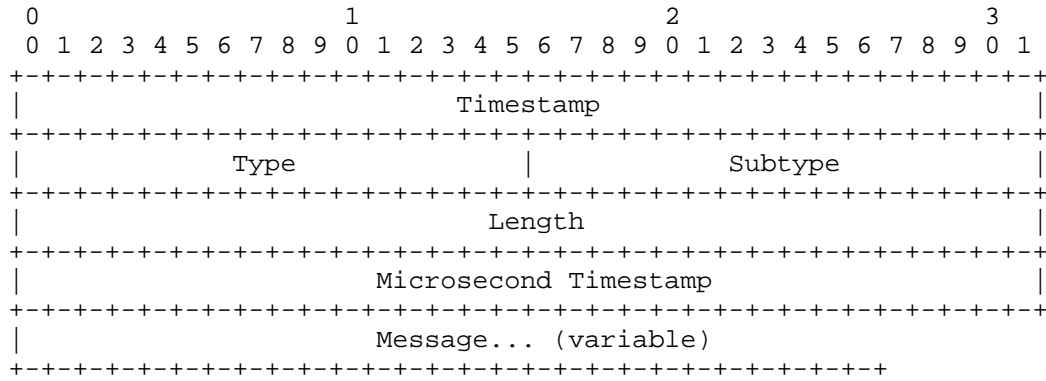 0                   1                   2                   3
 0 1 2 3 4 5 6 7 8 9 0 1 2 3 4 5 6 7 8 9 0 1 2 3 4 5 6 7 8 9 0 1
+-+-+-+-+-+-+-+-+-+-+-+-+-+-+-+-+-+-+-+-+-+-+-+-+-+-+-+-+-+-+-+-+
|                           Timestamp                           |
+-+-+-+-+-+-+-+-+-+-+-+-+-+-+-+-+-+-+-+-+-+-+-+-+-+-+-+-+-+-+-+-+
|             Type              |            Subtype            |
+-+-+-+-+-+-+-+-+-+-+-+-+-+-+-+-+-+-+-+-+-+-+-+-+-+-+-+-+-+-+-+-+
|                             Length                            |
+-+-+-+-+-+-+-+-+-+-+-+-+-+-+-+-+-+-+-+-+-+-+-+-+-+-+-+-+-+-+-+-+
|                      Microsecond Timestamp                    |
+-+-+-+-+-+-+-+-+-+-+-+-+-+-+-+-+-+-+-+-+-+-+-+-+-+-+-+-+-+-+-+-+
|                      Message... (variable)
+-+-+-+-+-+-+-+-+-+-+-+-+-+-+-+-+-+-+-+-+-+-+-+-+-+-+-+